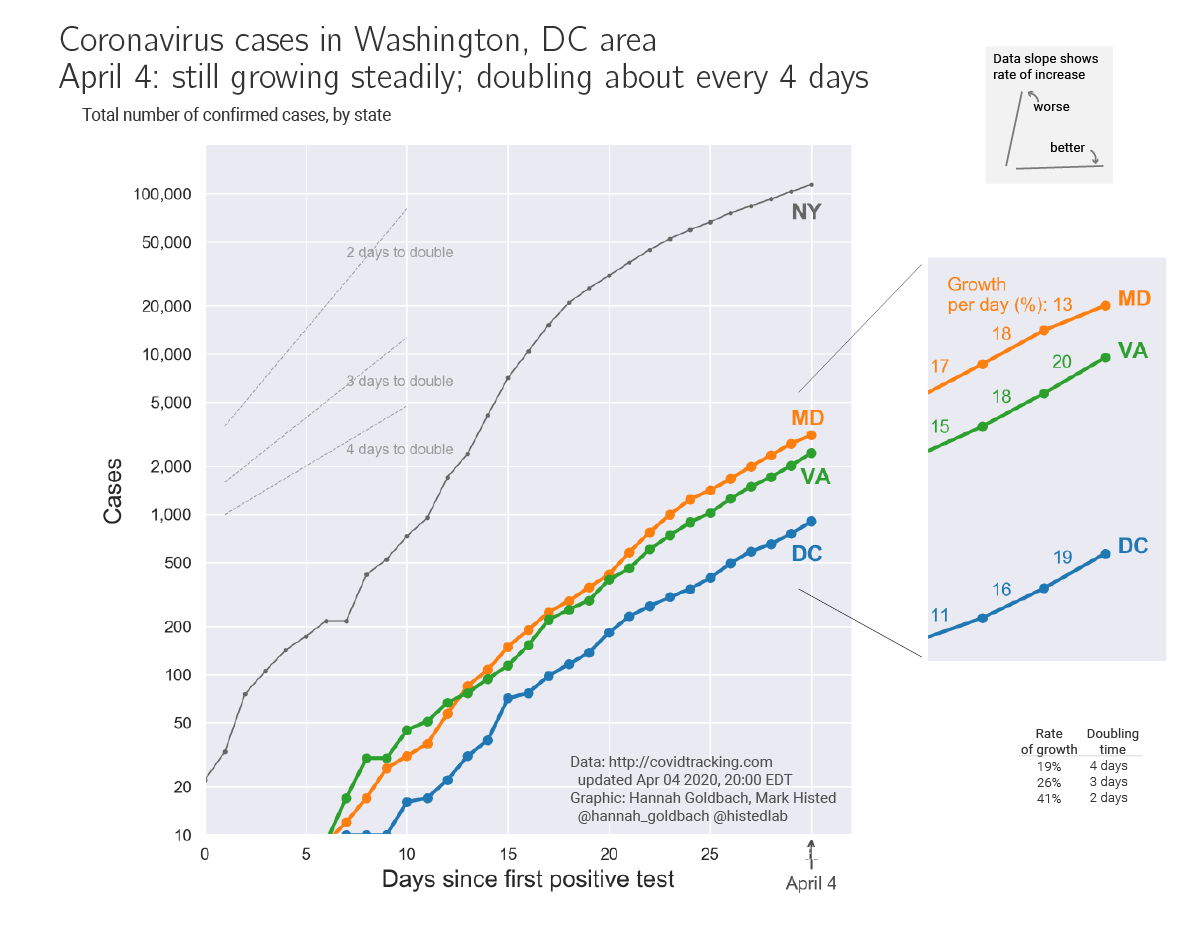 Coronavirus cases in Washington, DC area
April 4: still growing steadily; doubling about every 4 days
Total number of confirmed cases, by state
Data slope shows
rate of increase
worse
better
100,000
50,000
20,000
10,000
5,000
2,000
1,000
500
200
100
50
20
10
Cases
2 days to double
3 days to double
4 days to double
NY
MD
VA
DC
Data: http://covidtracking.com
updated Apr 04 2020, 20:00 EDT
Graphic: Hannah Goldbach, Mark Histed
@hannah_goldbach @histedlab
0 5 10 15 20 25
Days since first positive test
April 4
Growth
per day (%): 13
MD
18
17
VA
20
18
15
DC
19
16
11
Rate of growth Doubling time
19% 4 days
26% 3 days
41% 2 days